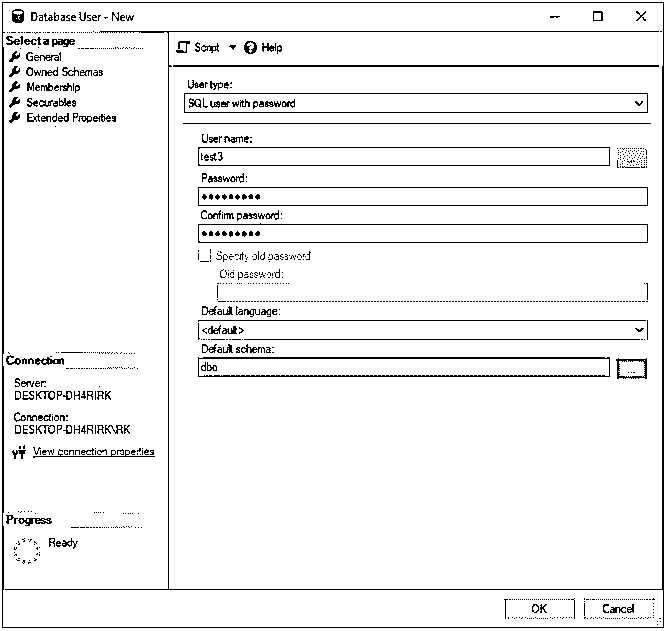 Database User - New
Select a page
General
Owned Schemas
Membership
Securables
Extended Properties
Script
Help
User type:
SQL user with password
User name:
test3
...
Password:
●●●●●●●●●
Confirm password:
●●●●●●●●●
Specify old password
Old password:
Default language:
<default>
Default schema:
dbo
...
Connection
Server:
DESKTOP-DH4RIRK
Connection:
DESKTOP-DH4RIRK\RK
View connection properties
Progress
Ready
OK
Cancel